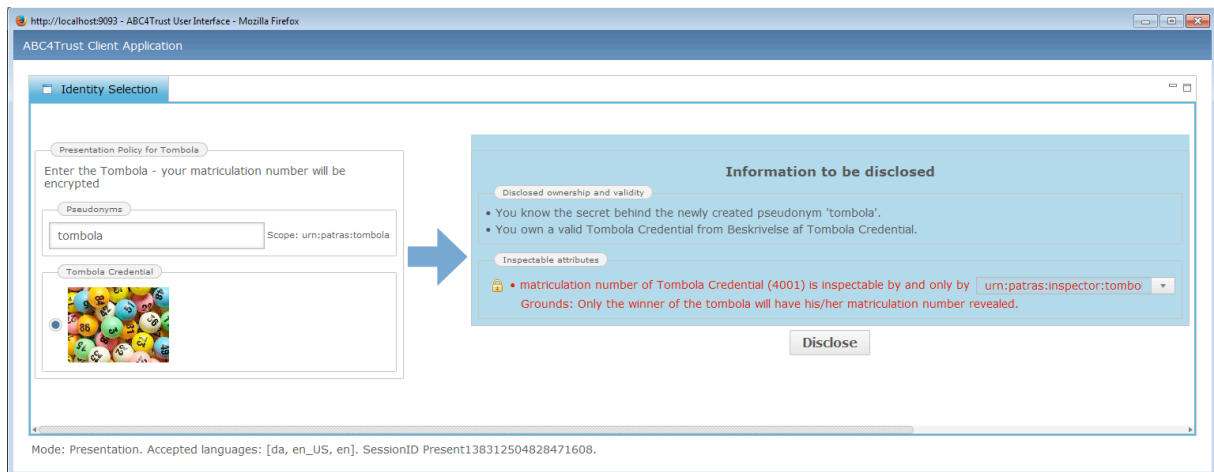 http://localhost:9093 - ABC4Trust User Interface - Mozilla Firefox
ABC4Trust Client Application
Identity Selection
Presentation Policy for Tombola
Enter the Tombola - your matriculation number will be
encrypted
Pseudonyms
tombola
Scope: urn:patras:tombola
Tombola Credential
Information to be disclosed
Disclosed ownership and validity
• You know the secret behind the newly created pseudonym 'tombola'.
• You own a valid Tombola Credential from Beskrivelse af Tombola Credential.
Inspectable attributes
• matriculation number of Tombola Credential (4001) is inspectable by and only by urn:patras:inspector:tombo
Grounds: Only the winner of the tombola will have his/her matriculation number revealed.
Disclose
Mode: Presentation. Accepted languages: [da, en_US, en]. SessionID Present138312504828471608.